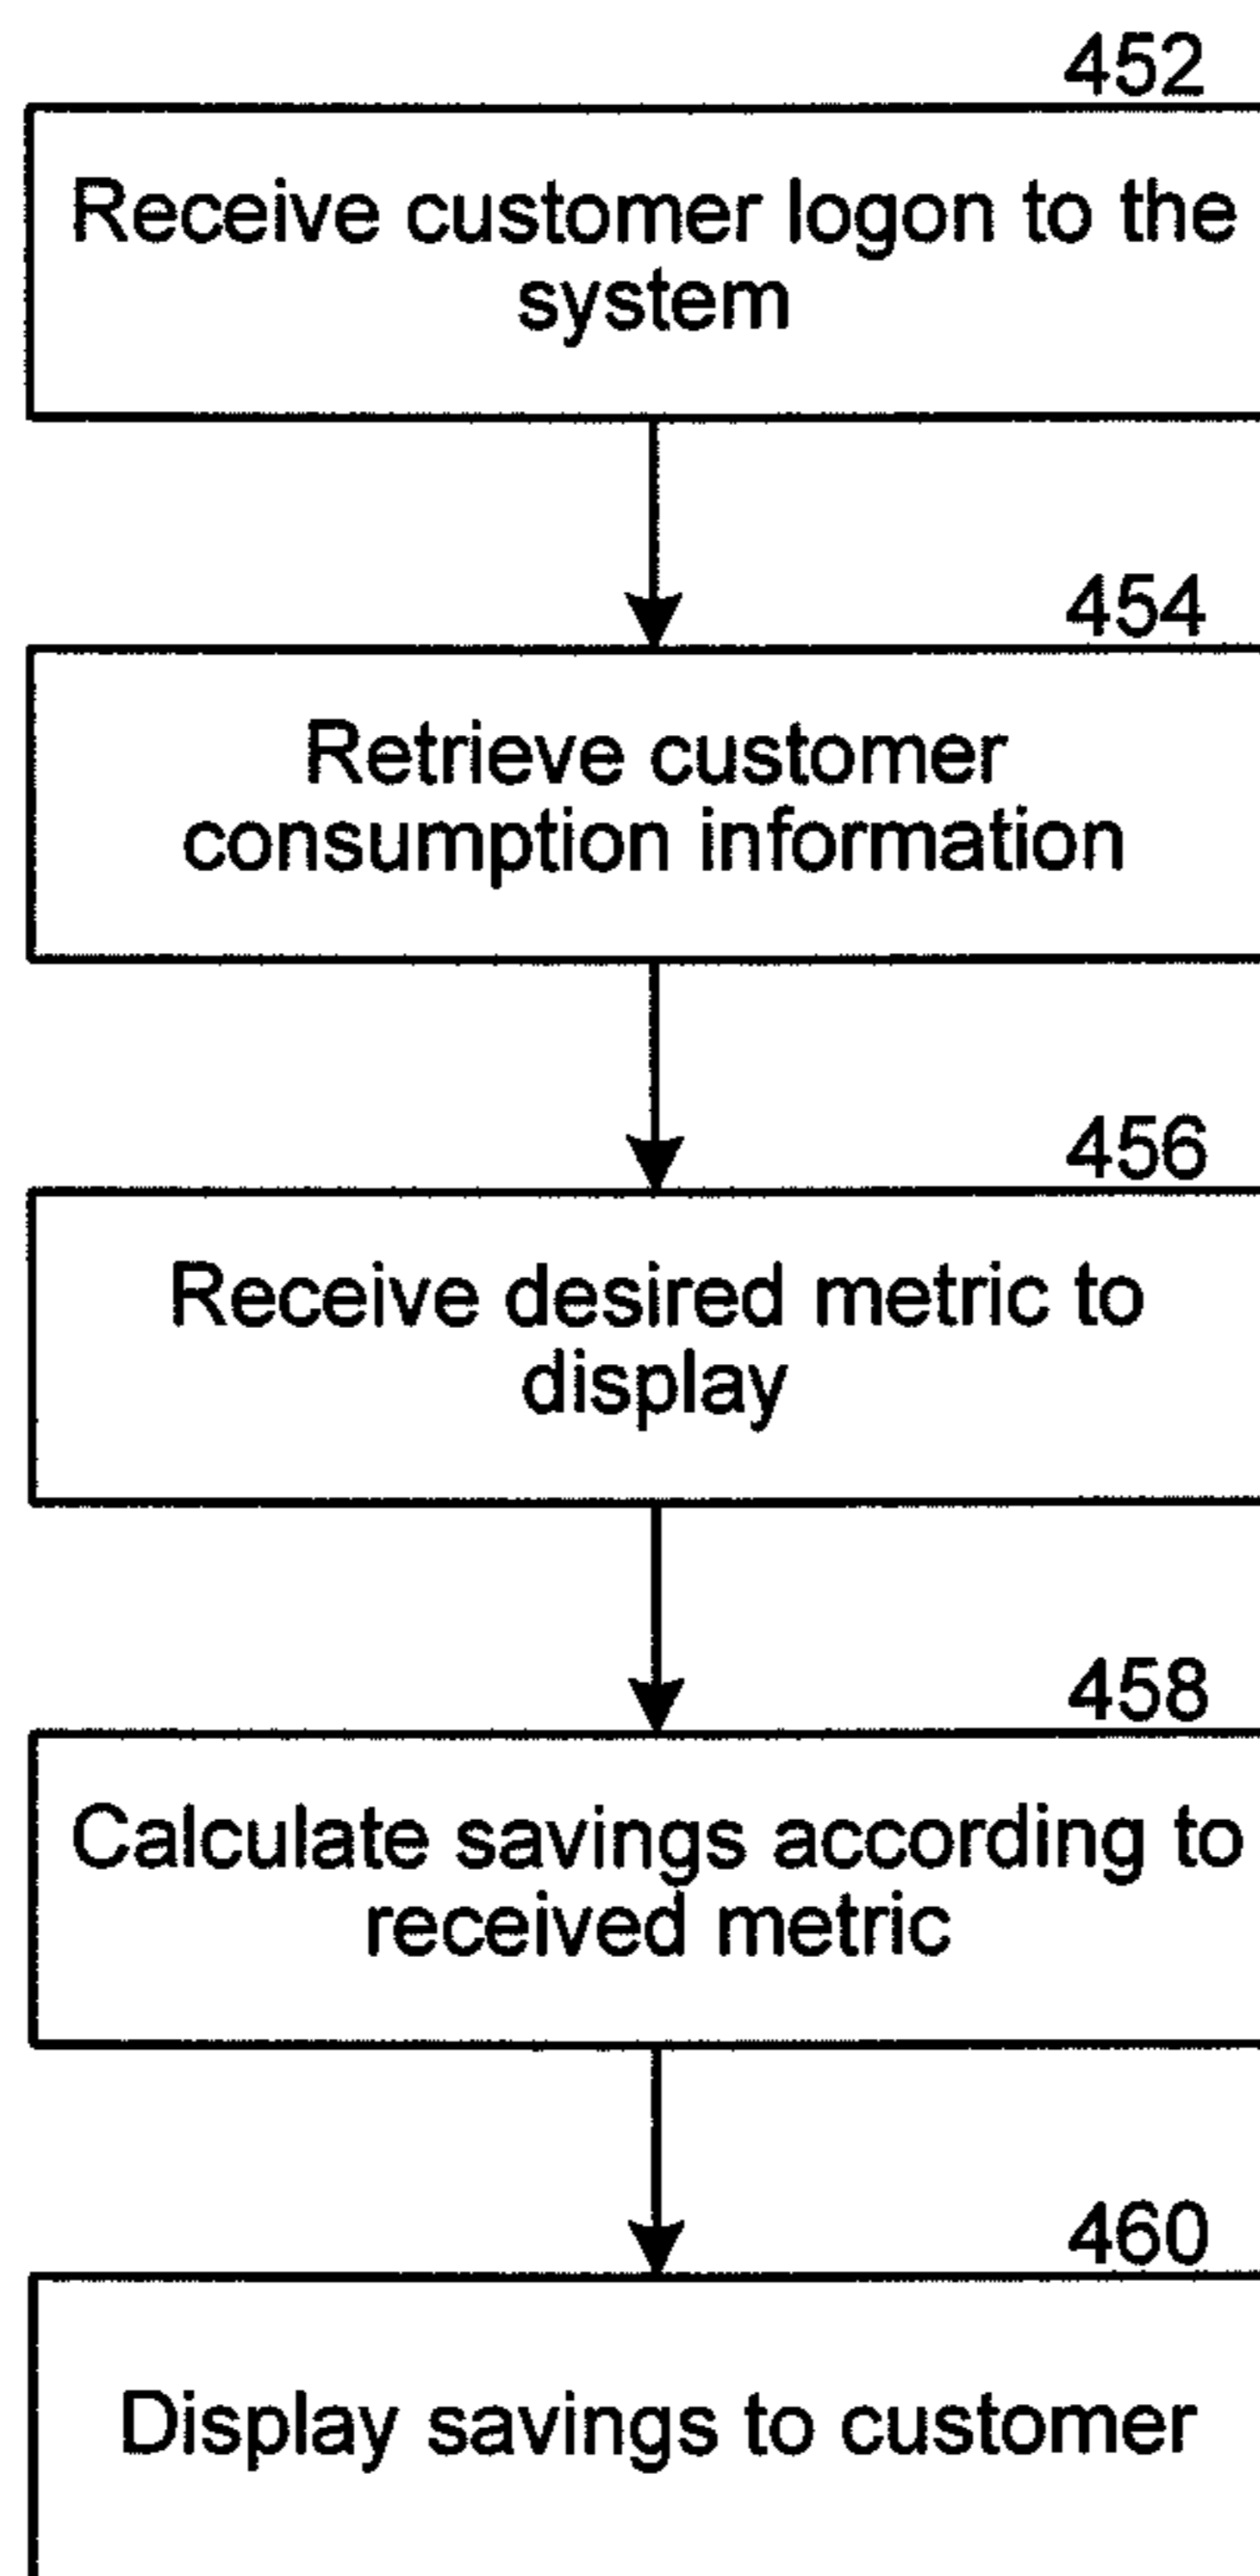 452
Receive customer logon to the
system
454
Retrieve customer
consumption information
456
Receive desired metric to
display
458
Calculate savings according to
received metric
460
Display savings to customer